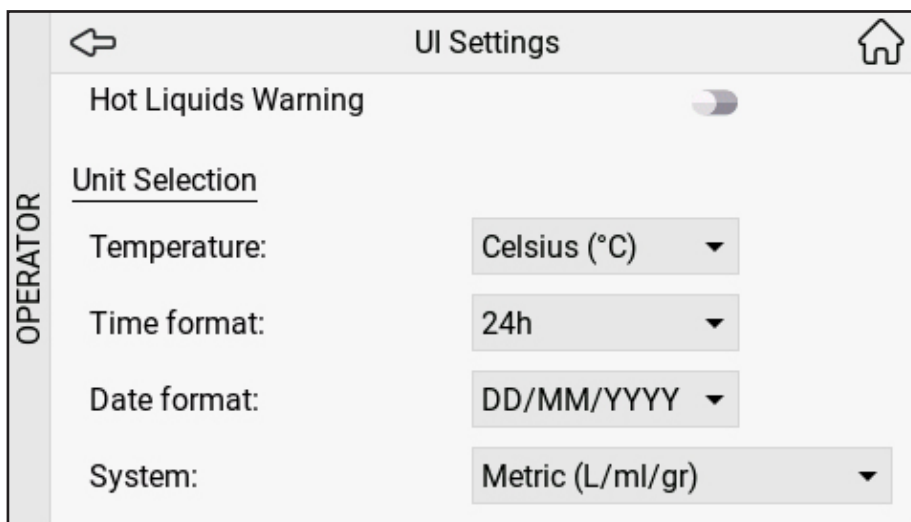 UI Settings
Hot Liquids Warning
Unit Selection
OPERATOR
Temperature: Celsius (°C)
Time format: 24h
Date format: DD/MM/YYYY
System: Metric (L/ml/gr)